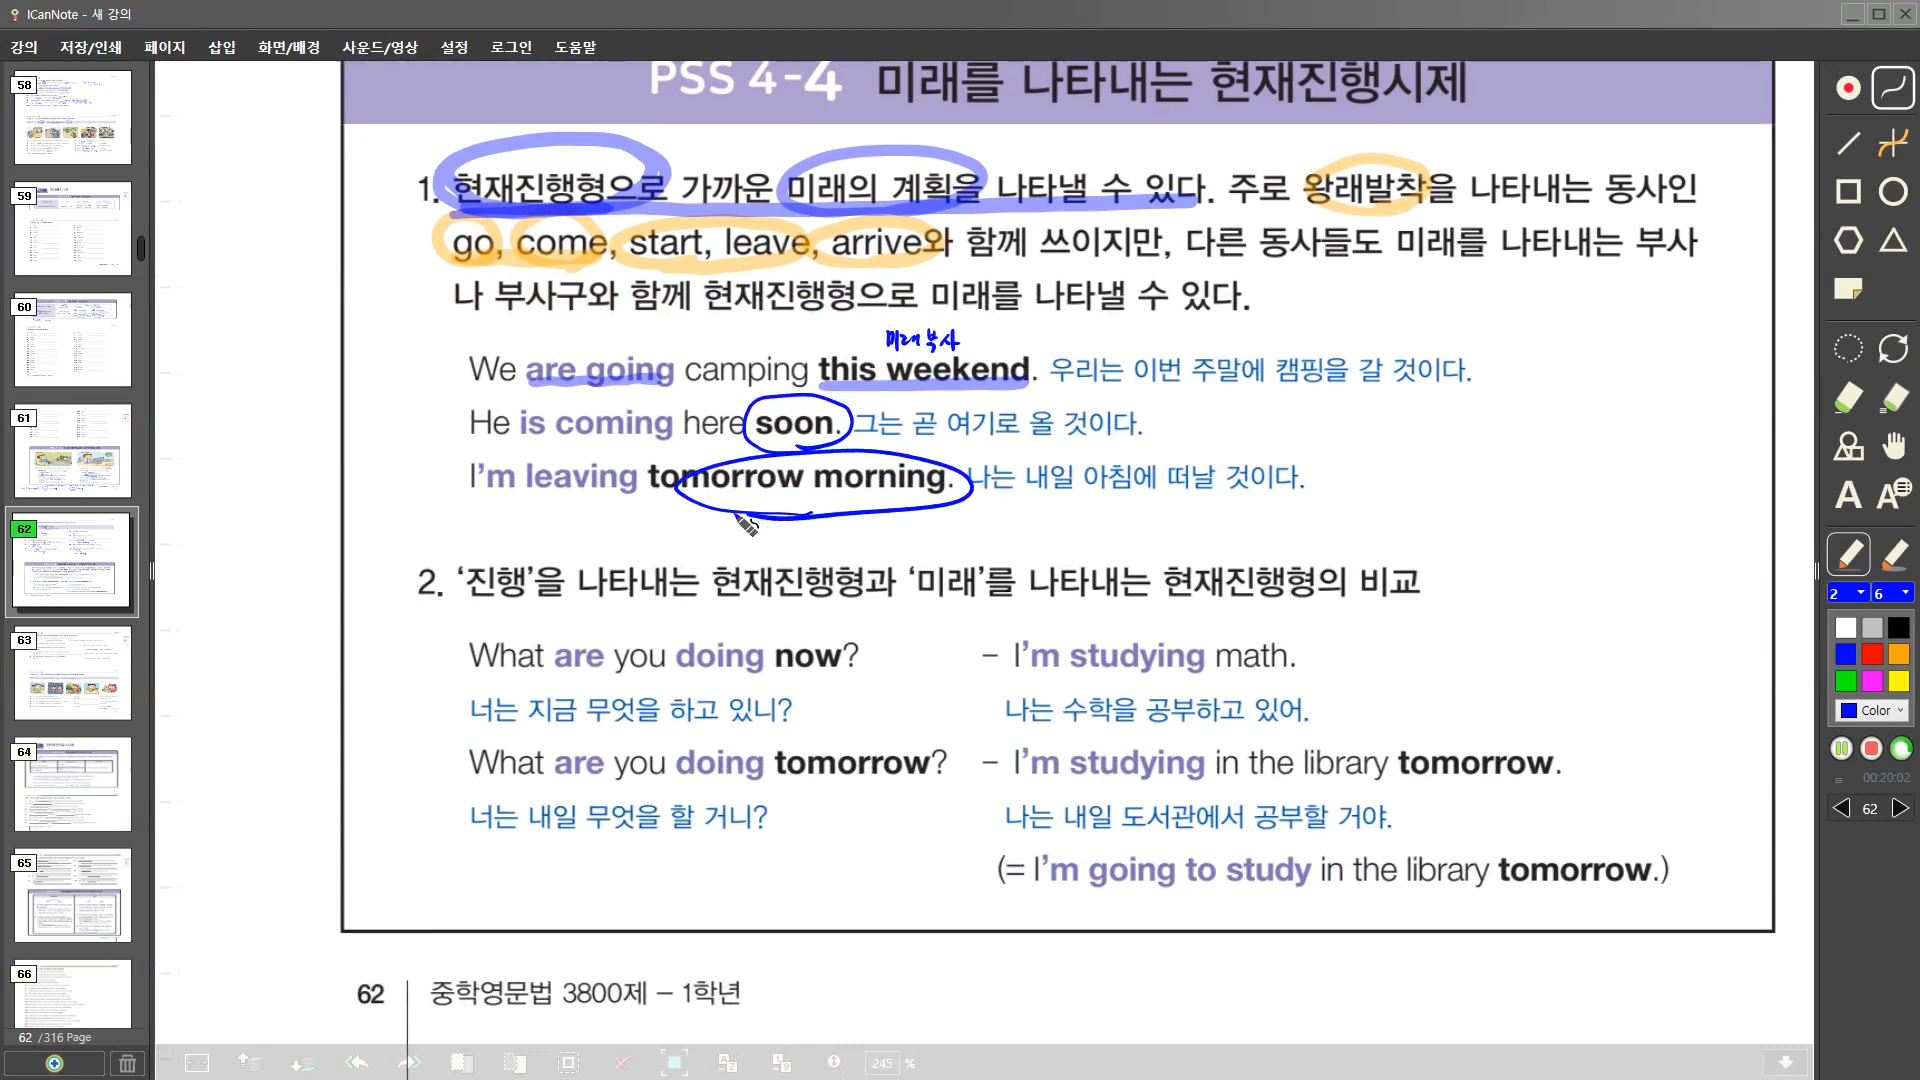 ICanNote - 새 강의
강의 저장/인쇄 페이지 삽입 화면/배경 사운드/영상 설정 로그인 도움말
58
59
60
61
62
63
64
65
66
62 /316 Page
PSS 4-4 미래를 나타내는 현재진행시제
1. 현재진행형으로 가까운 미래의 계획을 나타낼 수 있다. 주로 왕래발착을 나타내는 동사인
go, come, start, leave, arrive와 함께 쓰이지만, 다른 동사들도 미래를 나타내는 부사
나 부사구와 함께 현재진행형으로 미래를 나타낼 수 있다.
미래 부사
We are going camping this weekend. 우리는 이번 주말에 캠핑을 갈 것이다.
He is coming here soon. 그는 곧 여기로 올 것이다.
I'm leaving tomorrow morning. 나는 내일 아침에 떠날 것이다.
2. ‘진행’을 나타내는 현재진행형과 ‘미래’를 나타내는 현재진행형의 비교
What are you doing now? – I'm studying math.
너는 지금 무엇을 하고 있니? 나는 수학을 공부하고 있어.
What are you doing tomorrow? – I'm studying in the library tomorrow.
너는 내일 무엇을 할 거니? 나는 내일 도서관에서 공부할 거야.
(= I'm going to study in the library tomorrow.)
62 중학영문법 3800제 – 1학년
245 %
A A
2 6
Color
00:20:02
62